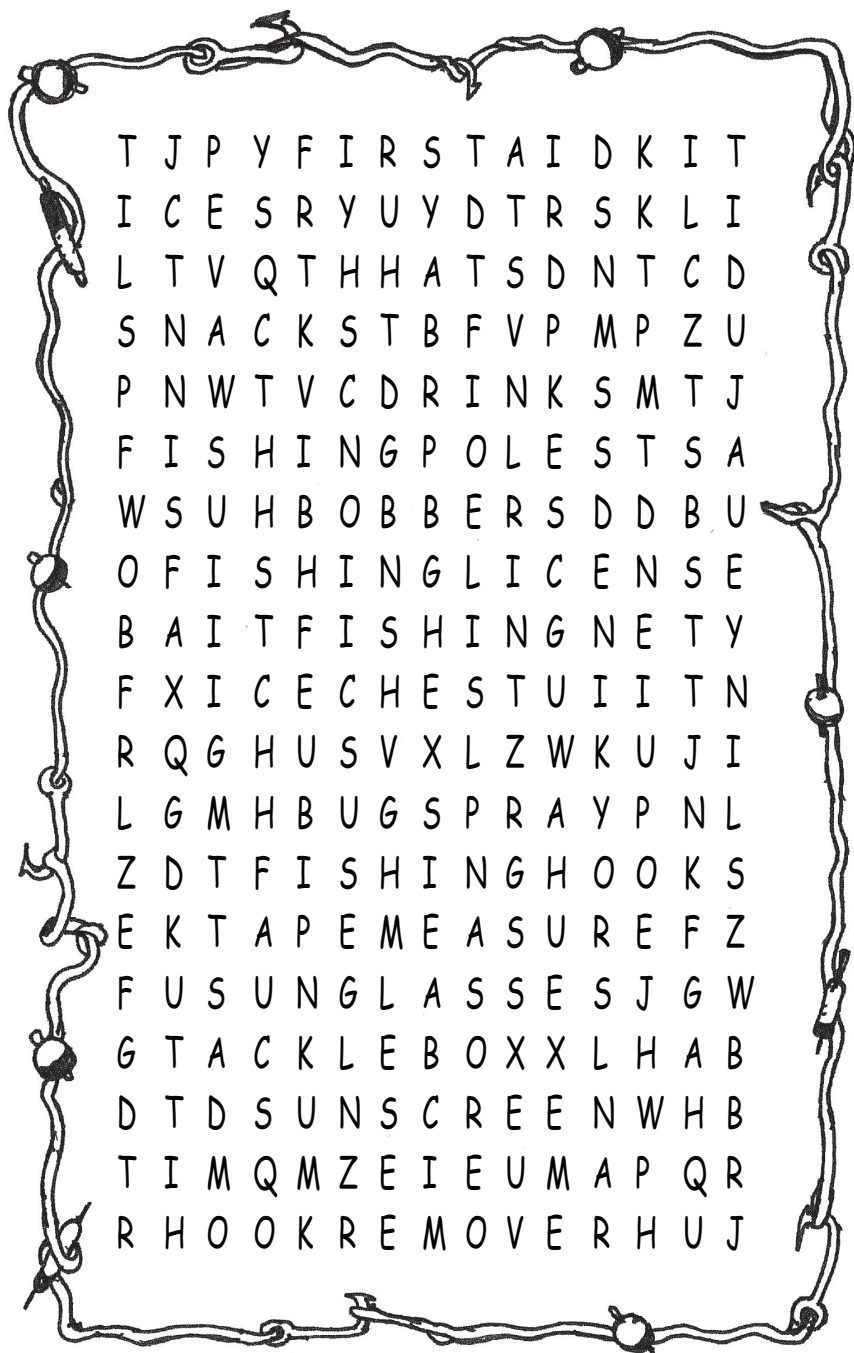 T J P Y F I R S T A I D K I T
I C E S R Y U Y D T R S K L I
L T V Q T H H A T S D N T C D
S N A C K S T B F V P M P Z U
P N W T V C D R I N K S M T J
F I S H I N G P O L E S T S A
W S U H B O B B E R S D D B U
O F I S H I N G L I C E N S E
B A I T F I S H I N G N E T Y
F X I C E C H E S T U I I T N
R Q G H U S V X L Z W K U J I
L G M H B U G S P R A Y P N L
Z D T F I S H I N G H O O K S
E K T A P E M E A S U R E F Z
F U S U N G L A S S E S J G W
G T A C K L E B O X X L H A B
D T D S U N S C R E E N W H B
T I M Q M Z E I E U M A P Q R
R H O O K R E M O V E R H U J